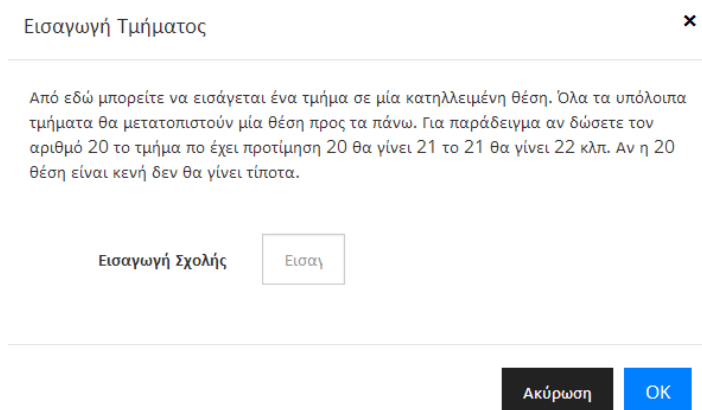 Εισαγωγή Τμήματος ×
Από εδώ μπορείτε να εισάγεται ένα τμήμα σε μία κατηλλειμένη θέση. Όλα τα υπόλοιπα
τμήματα θα μετατοπιστούν μία θέση προς τα πάνω. Για παράδειγμα αν δώσετε τον
αριθμό 20 το τμήμα πο έχει προτίμηση 20 θα γίνει 21 το 21 θα γίνει 22 κλπ. Αν η 20
θέση είναι κενή δεν θα γίνει τίποτα.
Εισαγωγή Σχολής Εισαγ
Ακύρωση OK